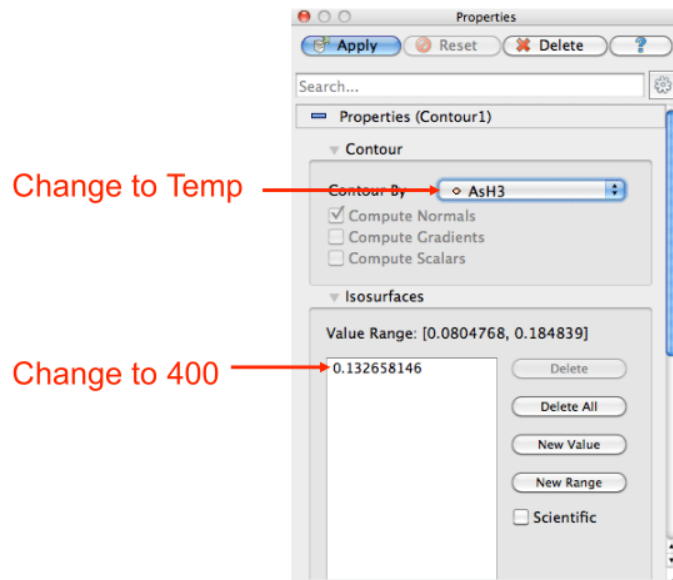 Properties
Apply Reset Delete ?
Search...
Properties (Contour1)
Contour
Change to Temp
Contour By AsH3
Compute Normals
Compute Gradients
Compute Scalars
Isosurfaces
Value Range: [0.0804768, 0.184839]
Change to 400
0.132658146
Delete
Delete All
New Value
New Range
Scientific